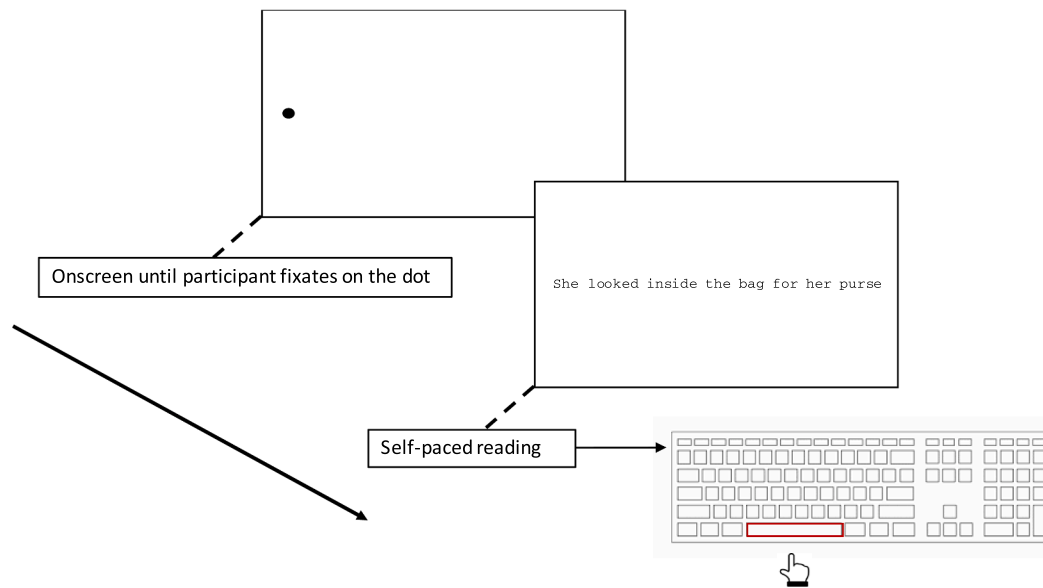 Onscreen until participant fixates on the dot
She looked inside the bag for her purse
Self-paced reading